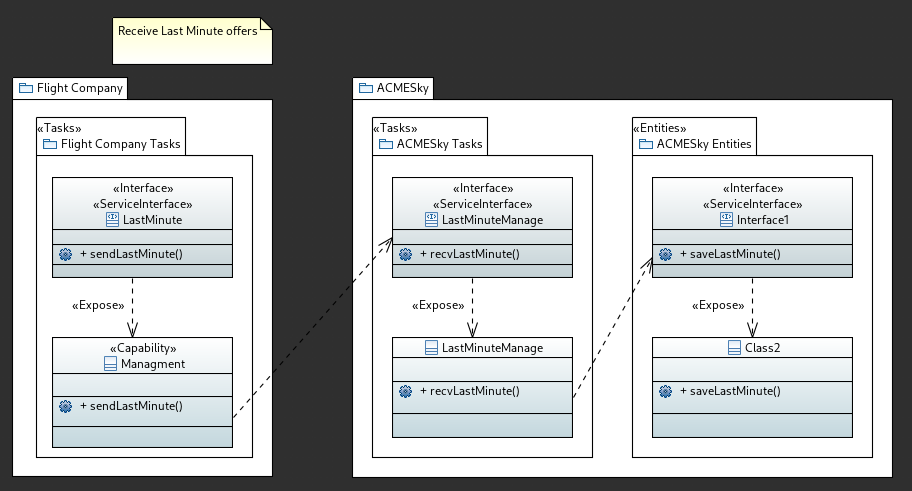 Receive Last Minute offers
Flight Company
«Tasks»
Flight Company Tasks
«Interface»
«ServiceInterface»
LastMinute
+ sendLastMinute()
«Expose»
«Capability»
Managment
+ sendLastMinute()
ACMESky
«Tasks»
ACMESky Tasks
«Interface»
«ServiceInterface»
LastMinuteManage
+ recvLastMinute()
«Expose»
LastMinuteManage
+ recvLastMinute()
«Entities»
ACMESky Entities
«Interface»
«ServiceInterface»
Interface1
+ saveLastMinute()
«Expose»
Class2
+ saveLastMinute()